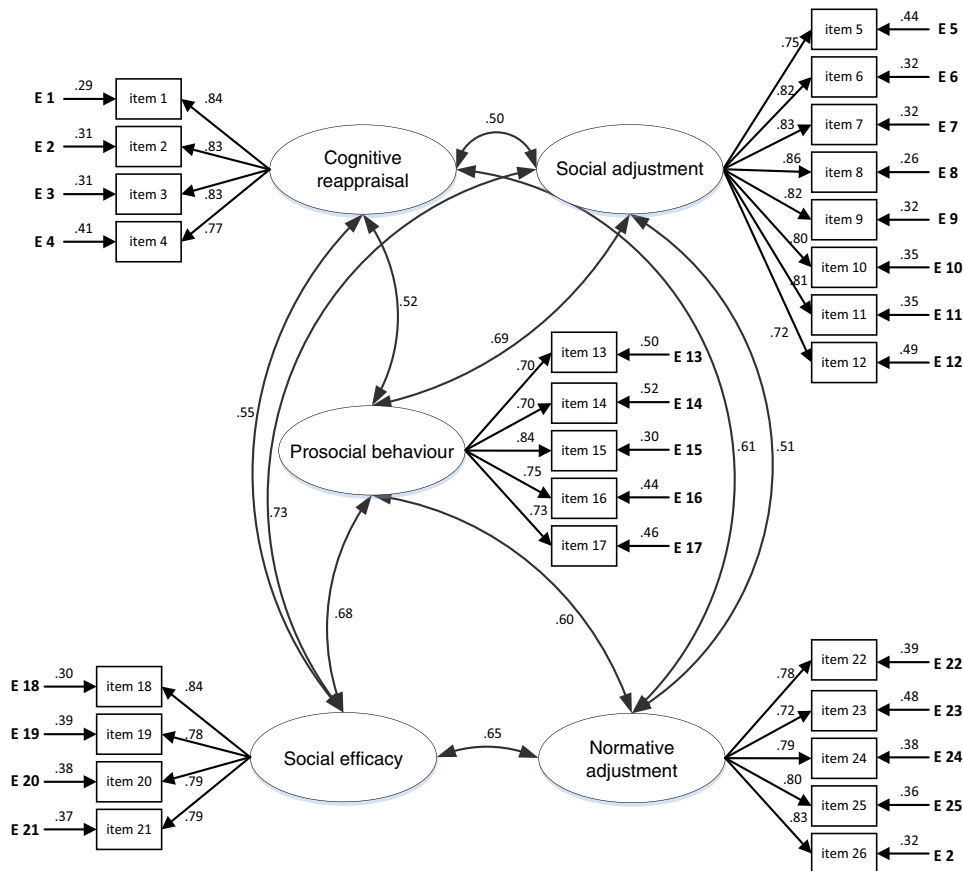 E 1 .29 item 1 .84
E 2 .31 item 2 .83
E 3 .31 item 3 .83
E 4 .41 item 4 .77
Cognitive
reappraisal
.50
Social adjustment
.75 item 5 .44 E 5
.82 item 6 .32 E 6
.83 item 7 .32 E 7
.86 item 8 .26 E 8
.82 item 9 .32 E 9
.80 item 10 .35 E 10
.81 item 11 .35 E 11
.72 item 12 .49 E 12
.52
.69
.55
.73
.61
.51
Prosocial behaviour
.70 item 13 .50 E 13
.70 item 14 .52 E 14
.84 item 15 .30 E 15
.75 item 16 .44 E 16
.73 item 17 .46 E 17
.68
.60
E 18 .30 item 18 .84
E 19 .39 item 19 .78
E 20 .38 item 20 .79
E 21 .37 item 21 .79
Social efficacy
.65
Normative
adjustment
.78 item 22 .39 E 22
.72 item 23 .48 E 23
.79 item 24 .38 E 24
.80 item 25 .36 E 25
.83 item 26 .32 E 2